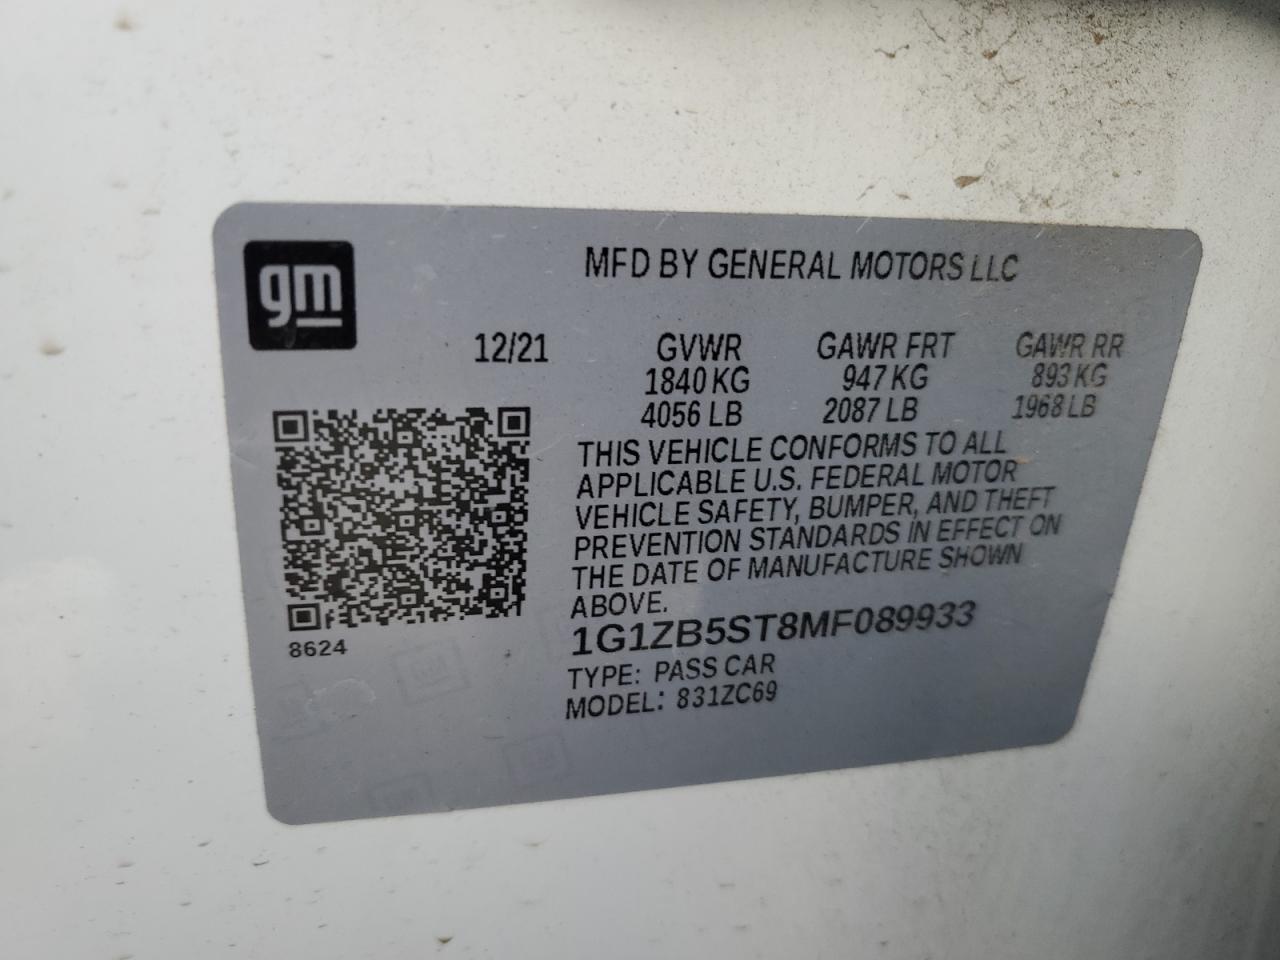 gm
MFD BY GENERAL MOTORS LLC
12/21 GVWR GAWR FRT GAWR RR
1840 KG 947 KG 893 KG
4056 LB 2087 LB 1968 LB
THIS VEHICLE CONFORMS TO ALL
APPLICABLE U.S. FEDERAL MOTOR
VEHICLE SAFETY, BUMPER, AND THEFT
PREVENTION STANDARDS IN EFFECT ON
THE DATE OF MANUFACTURE SHOWN
ABOVE.
8624
1G1ZB5ST8MF089933
TYPE: PASS CAR
MODEL: 831ZC69